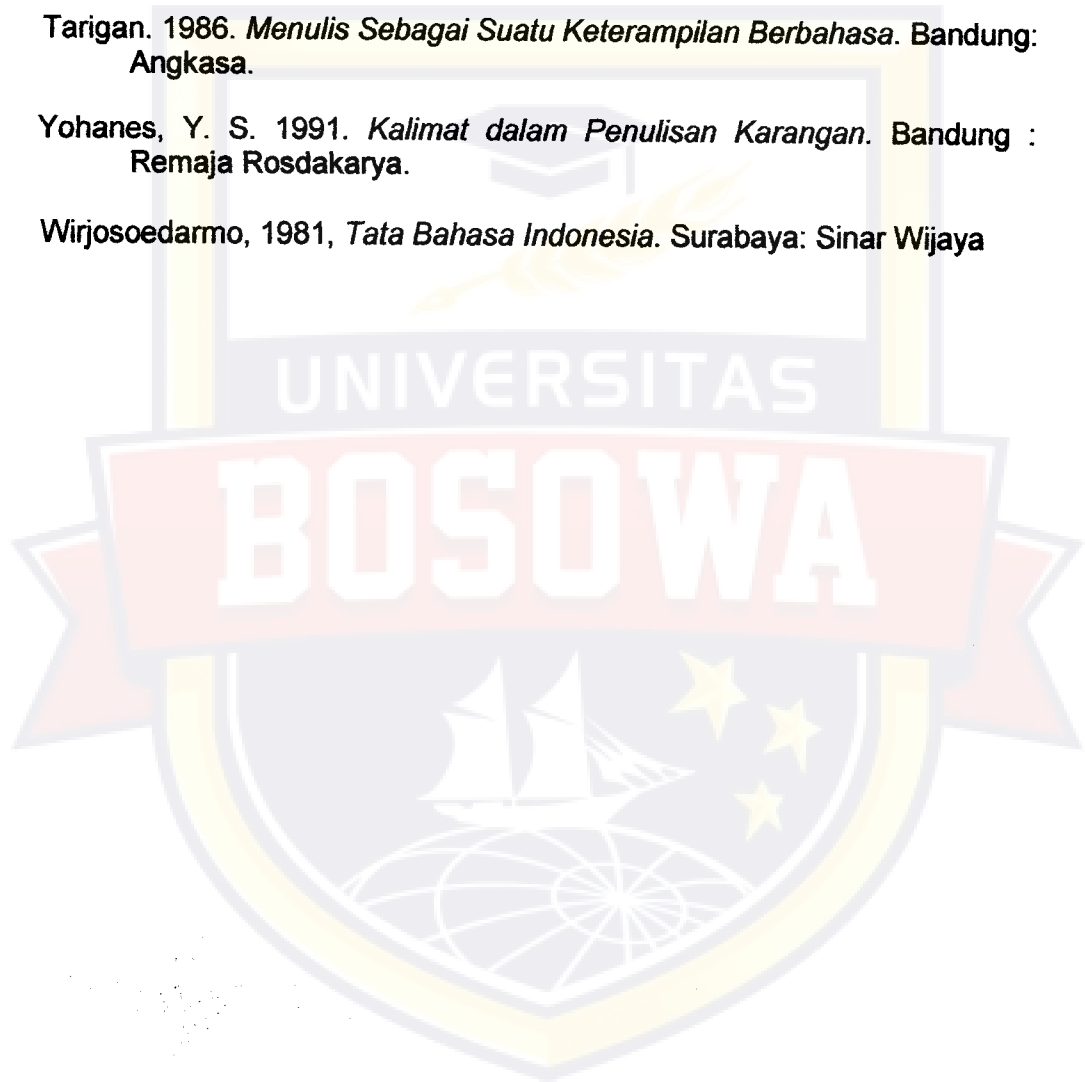 Tarigan. 1986. Menulis Sebagai Suatu Keterampilan Berbahasa. Bandung:
Angkasa.
Yohanes, Y. S. 1991. Kalimat dalam Penulisan Karangan. Bandung :
Remaja Rosdakarya.
Wirjosoedarmo, 1981, Tata Bahasa Indonesia. Surabaya: Sinar Wijaya
UNIVERSITAS
BOSOWA